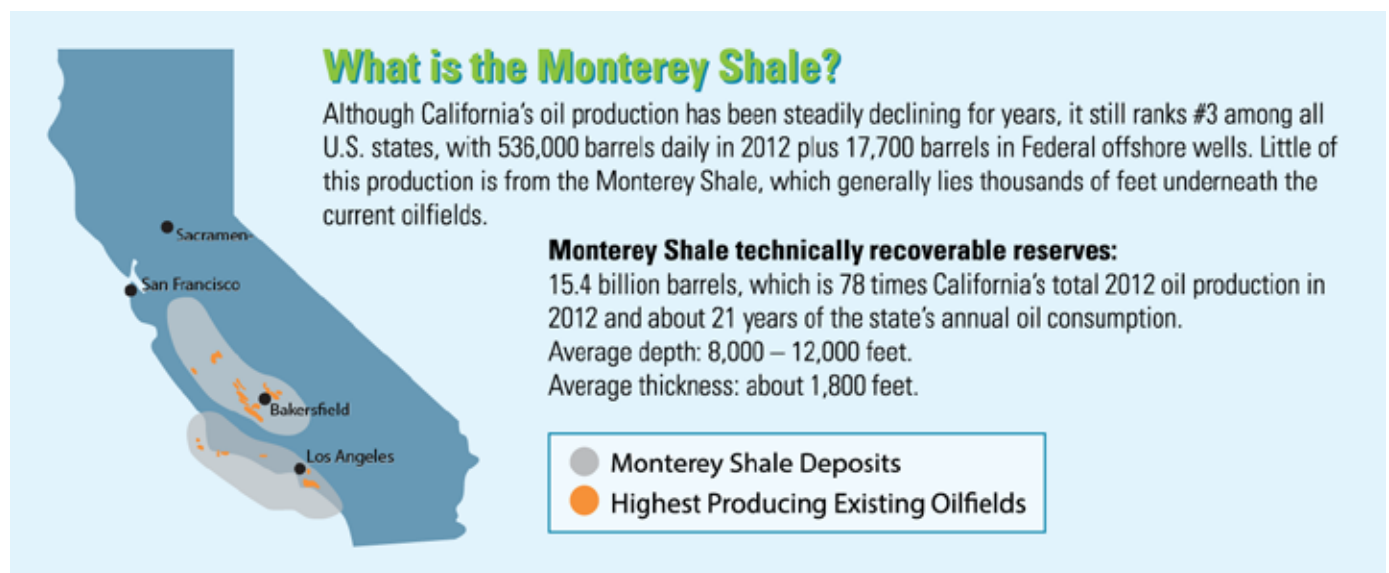 What is the Monterey Shale?
Although California's oil production has been steadily declining for years, it still ranks #3 among all
U.S. states, with 536,000 barrels daily in 2012 plus 17,700 barrels in Federal offshore wells. Little of
this production is from the Monterey Shale, which generally lies thousands of feet underneath the
current oilfields.
Sacramen-
San Francisco
Bakersfield
Los Angeles
Monterey Shale technically recoverable reserves:
15.4 billion barrels, which is 78 times California's total 2012 oil production in
2012 and about 21 years of the state's annual oil consumption.
Average depth: 8,000 – 12,000 feet.
Average thickness: about 1,800 feet.
Monterey Shale Deposits
Highest Producing Existing Oilfields